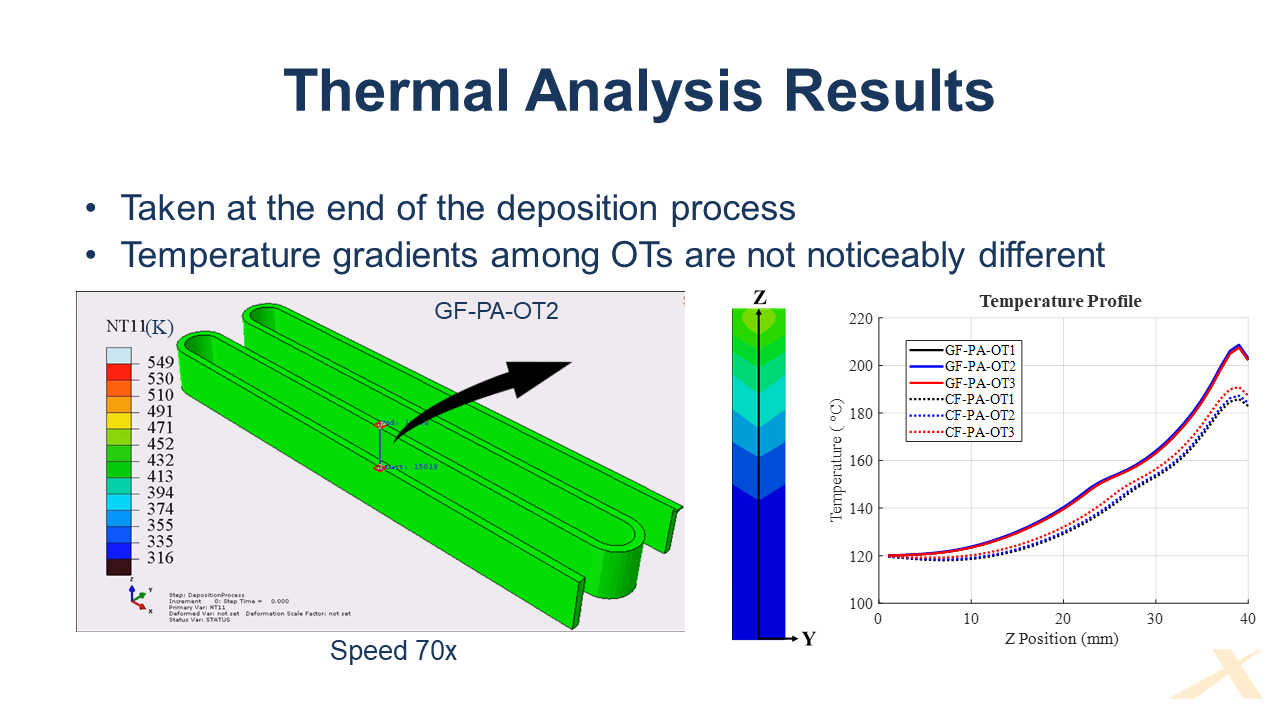 Thermal Analysis Results
• Taken at the end of the deposition process
• Temperature gradients among OTs are not noticeably different
GF-PA-OT2
NT11(K)
549
530
510
491
471
452
432
413
394
374
355
335
316
15019
Z
Y
X
Step: DepositionProcess
Increment 0: Step Time = 0.000
Primary Var: NT11
Deformed Var: not set Deformation Scale Factor: not set
Status Var: STATUS
Speed 70x
Z
Y
Temperature Profile
GF-PA-OT1
GF-PA-OT2
GF-PA-OT3
CF-PA-OT1
CF-PA-OT2
CF-PA-OT3
Temperature ( °C)
220
200
180
160
140
120
100
0 10 20 30 40
Z Position (mm)